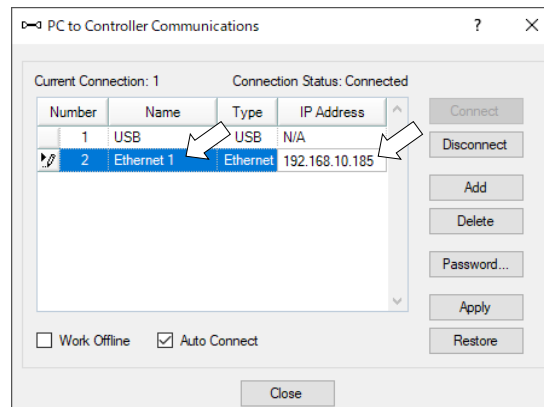 PC to Controller Communications ?
Current Connection: 1 Connection Status: Connected
Number Name Type IP Address
1 USB USB N/A
2 Ethernet 1 Ethernet 192.168.10.185
Connect
Disconnect
Add
Delete
Password...
Apply
Restore
Work Offline Auto Connect
Close